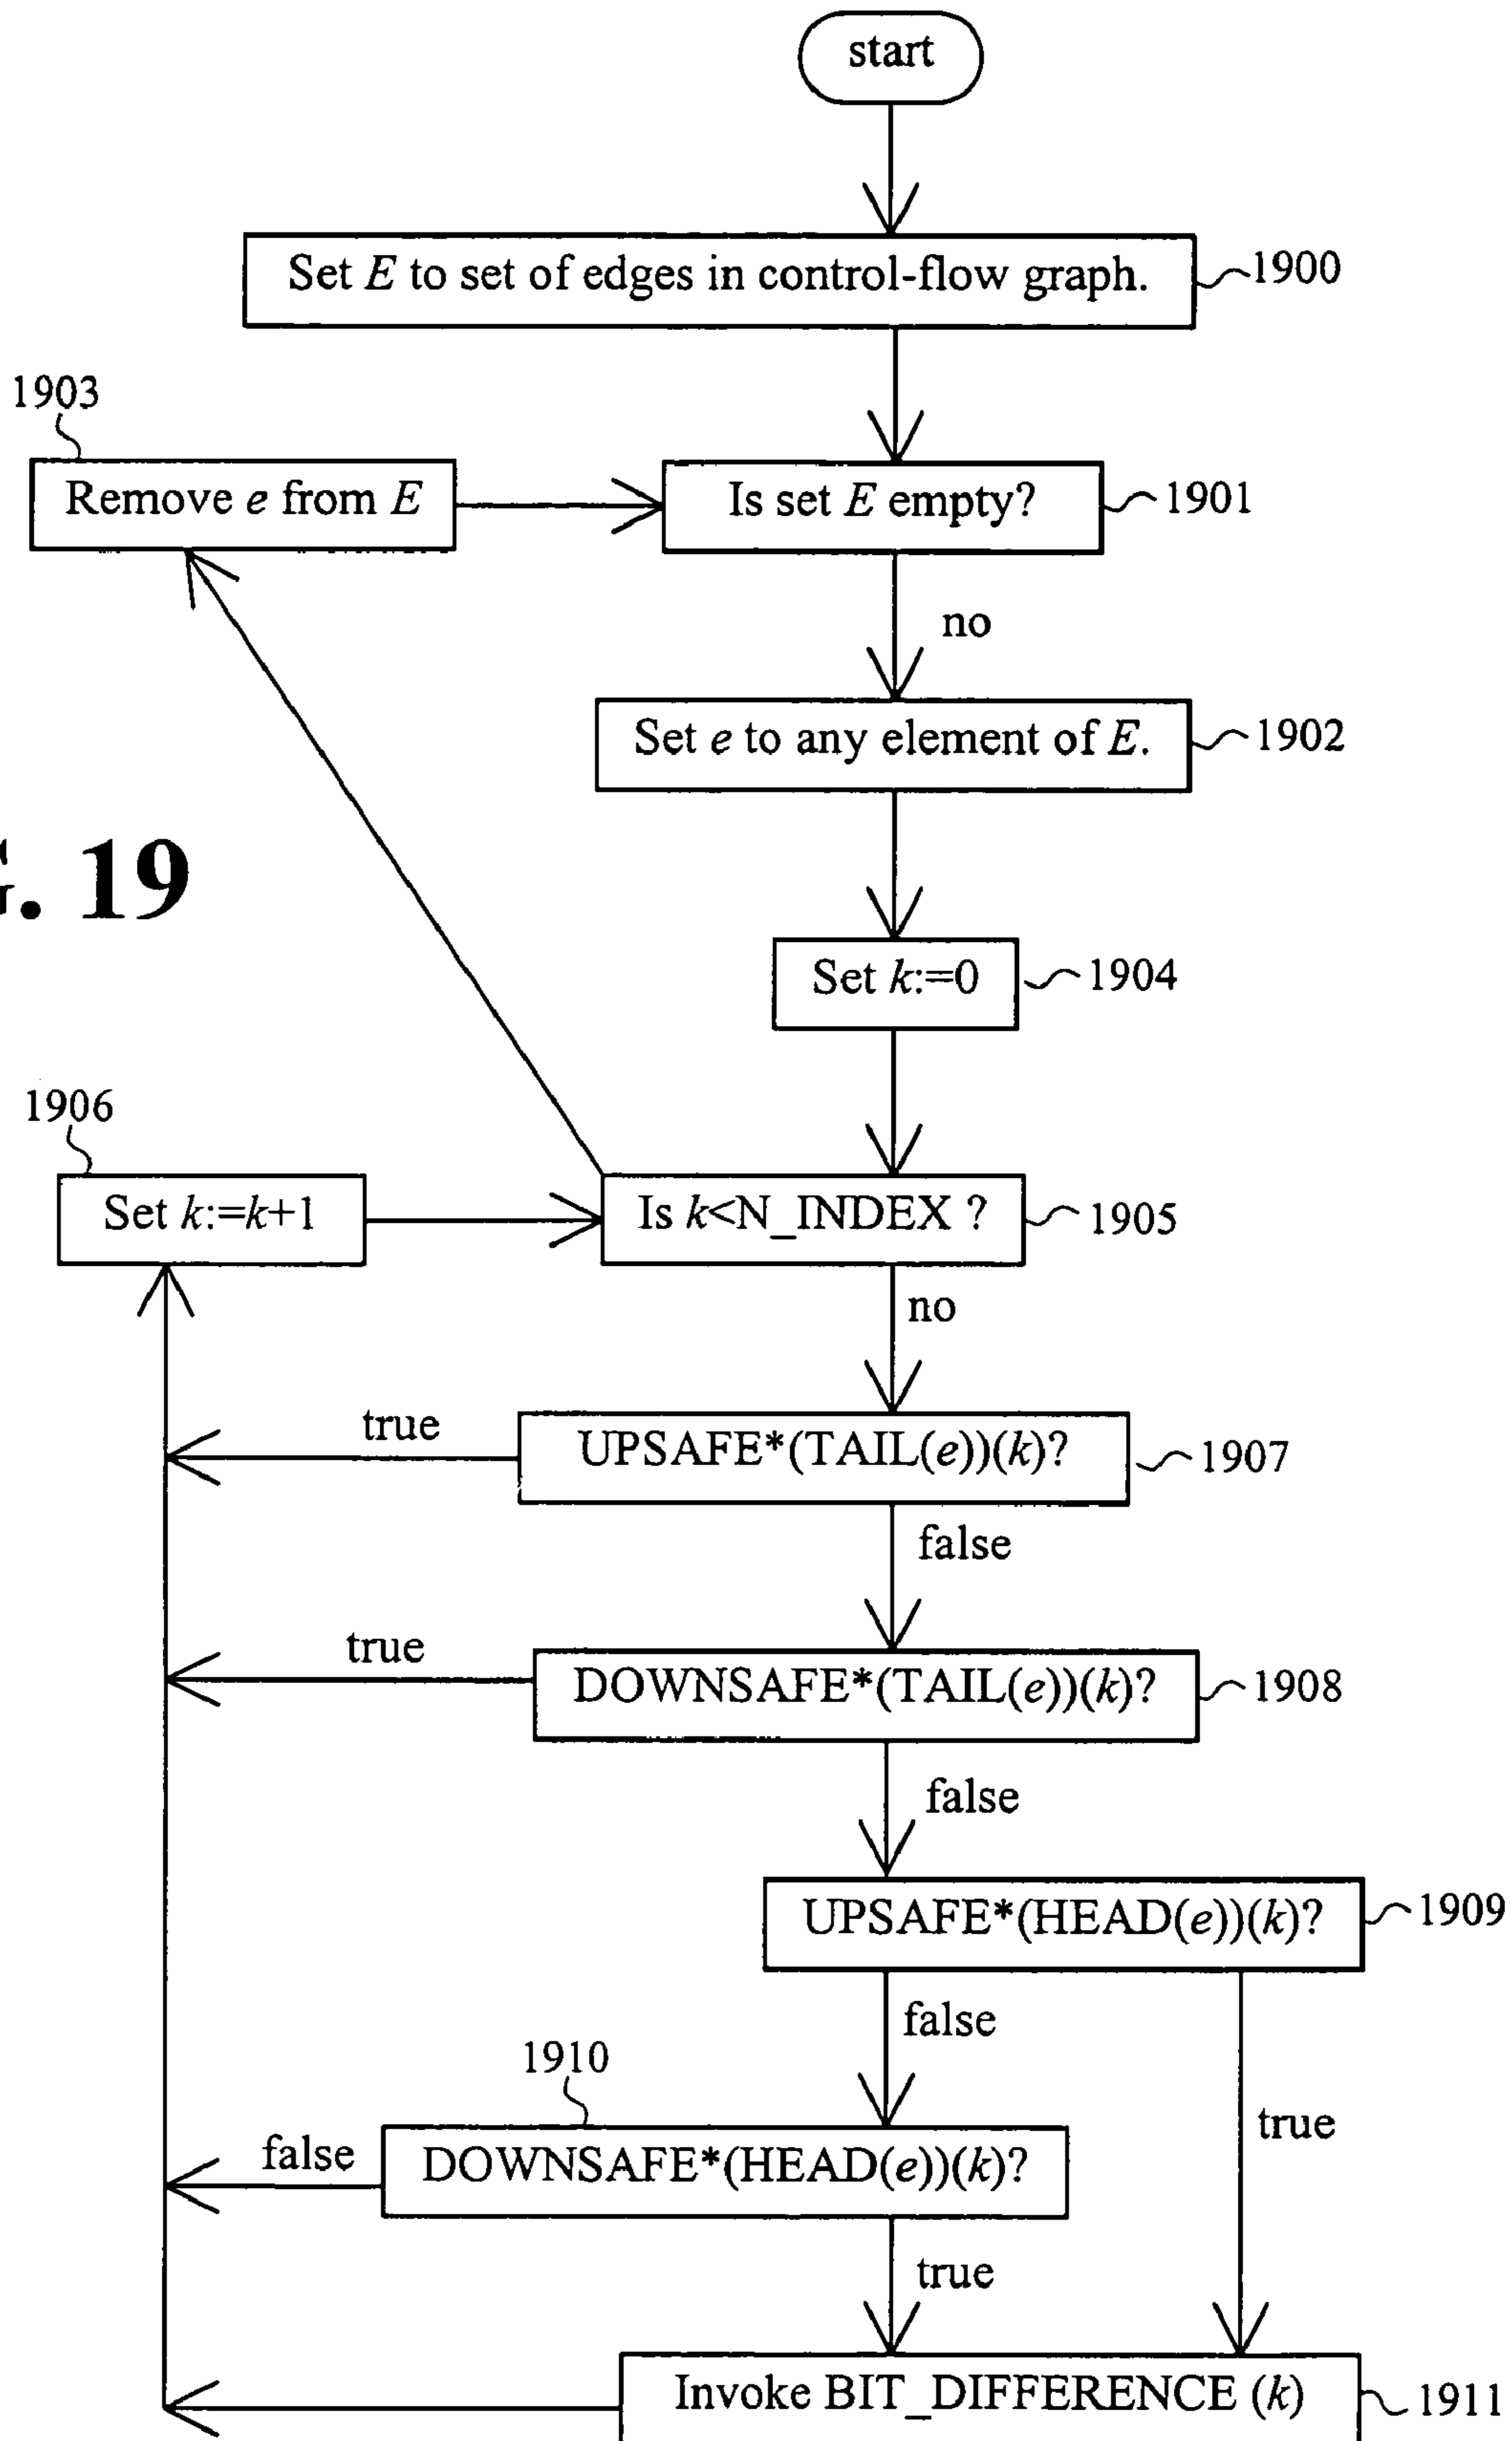 start
Set E to set of edges in control-flow graph.
1900
1903
Remove e from E
Is set E empty?
1901
no
Set e to any element of E.
1902
. 19
Set k:=0
1904
1906
Set k:=k+1
Is k<N_INDEX ?
1905
no
true
UPSAFE*(TAIL(e))(k)?
1907
false
true
DOWNSAFE*(TAIL(e))(k)?
1908
false
UPSAFE*(HEAD(e))(k)?
1909
false
1910
true
false
DOWNSAFE*(HEAD(e))(k)?
true
Invoke BIT_DIFFERENCE (k)
1911